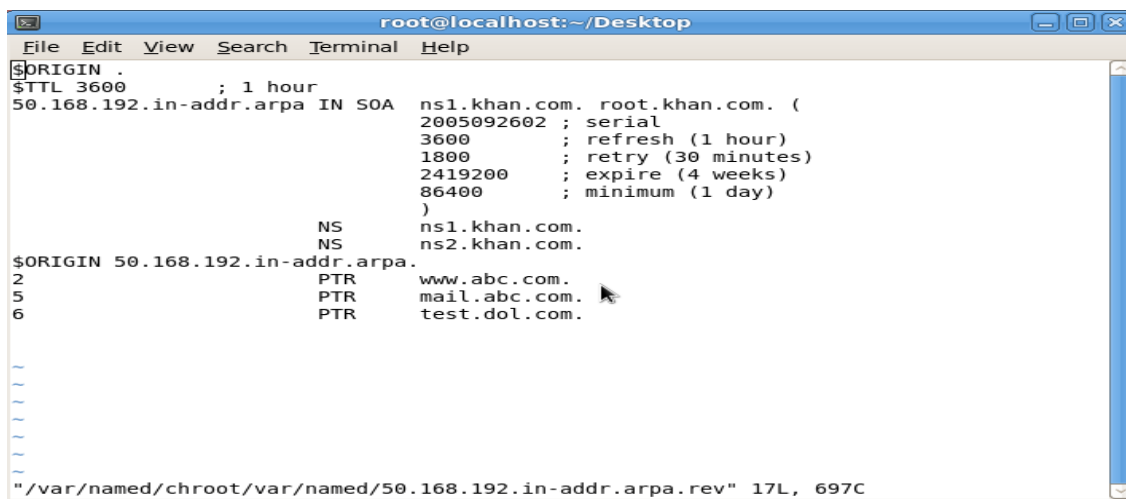 root@localhost:~/Desktop
File Edit View Search Terminal Help
$ORIGIN .
$TTL 3600 ; 1 hour
50.168.192.in-addr.arpa IN SOA ns1.khan.com. root.khan.com. (
2005092602 ; serial
3600 ; refresh (1 hour)
1800 ; retry (30 minutes)
2419200 ; expire (4 weeks)
86400 ; minimum (1 day)
)
NS ns1.khan.com.
NS ns2.khan.com.
$ORIGIN 50.168.192.in-addr.arpa.
2 PTR www.abc.com.
5 PTR mail.abc.com.
6 PTR test.dol.com.
~
~
~
~
~
~
~
"/var/named/chroot/var/named/50.168.192.in-addr.arpa.rev" 17L, 697C